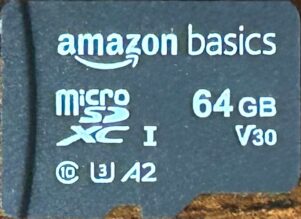 amazon basics
micro SD XC I 64 GB
V30
10 U3 A2